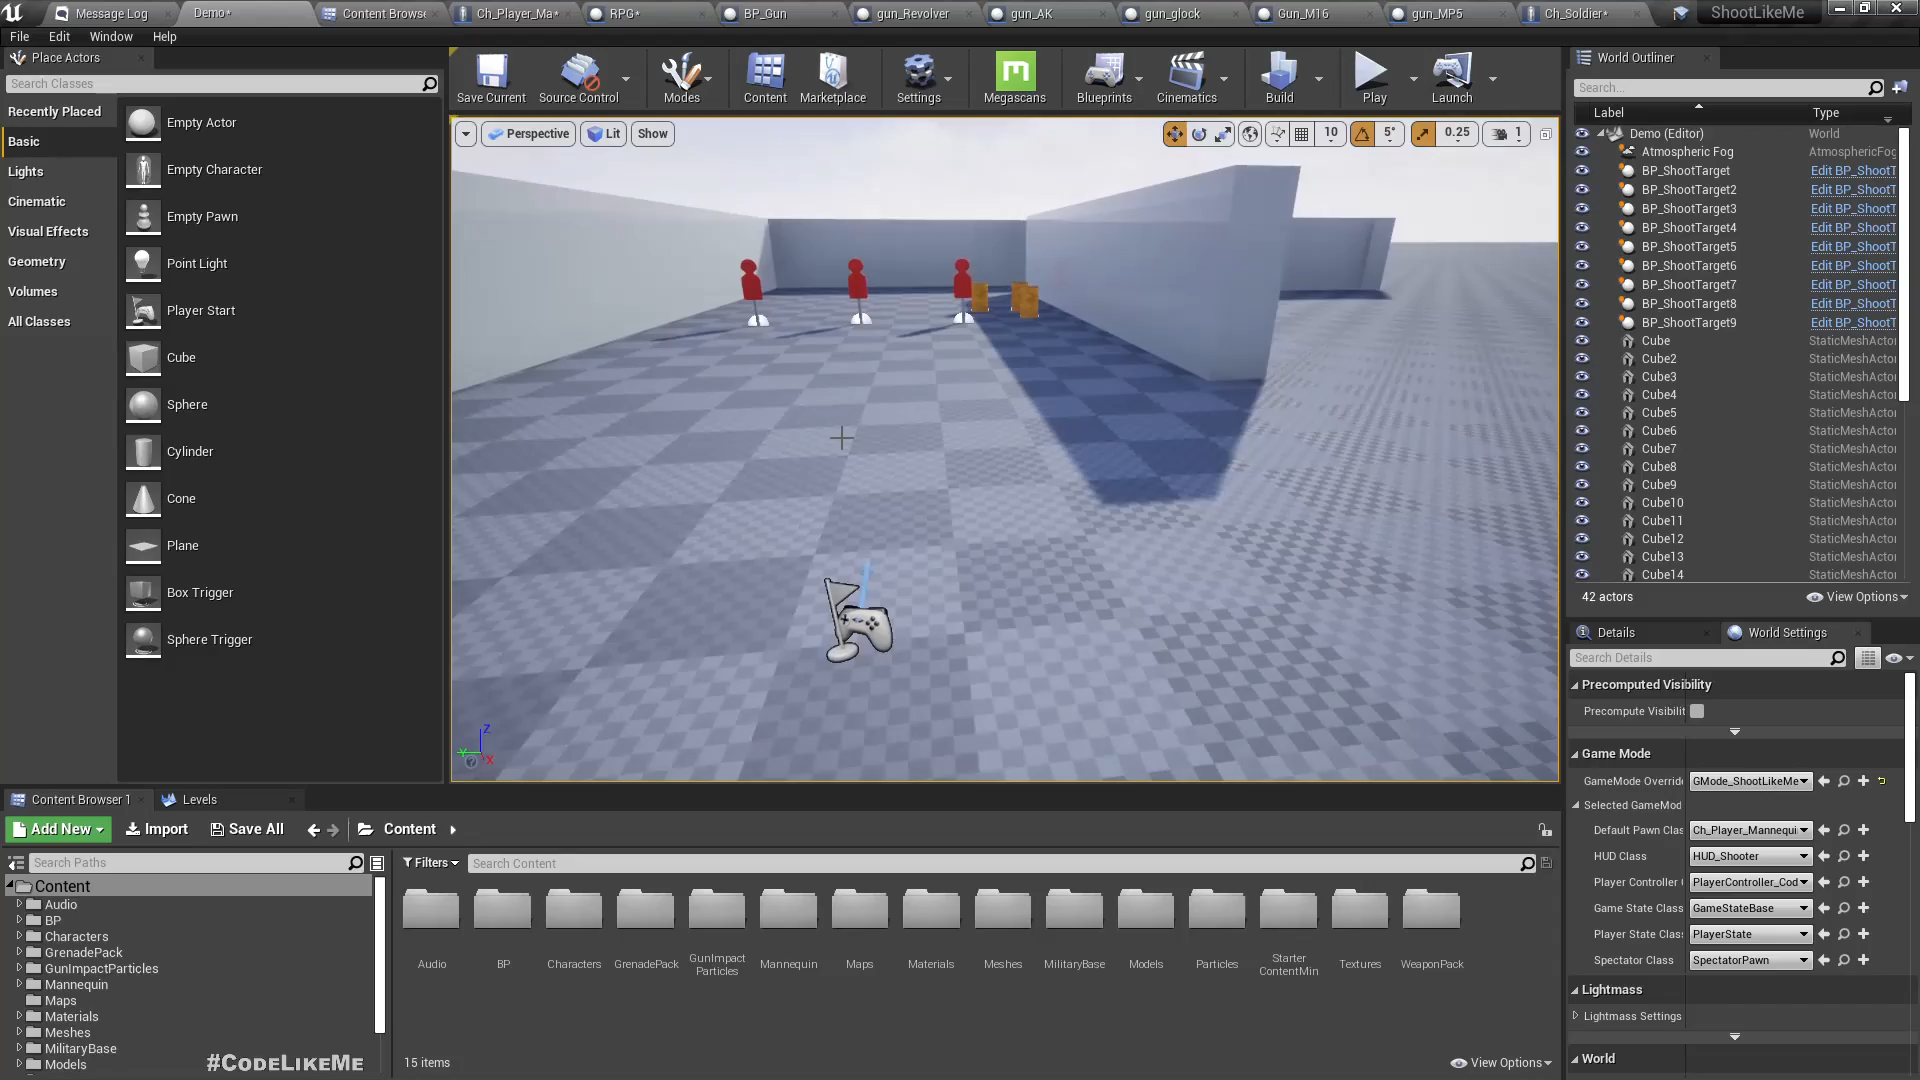 Message Log
Demo*
Content Browse
Ch_Player_Ma*
RPG*
BP_Gun
gun_Revolver
gun_AK
gun_glock
Gun_M16
gun_MP5
Ch_Soldier*
ShootLikeMe
File
Edit
Window
Help
Place Actors
Search Classes
Recently Placed
Basic
Lights
Cinematic
Visual Effects
Geometry
Volumes
All Classes
Empty Actor
Empty Character
Empty Pawn
Point Light
Player Start
Cube
Sphere
Cylinder
Cone
Plane
Box Trigger
Sphere Trigger
Save Current
Source Control
Modes
Content
Marketplace
Settings
Megascans
Blueprints
Cinematics
Build
Play
Launch
Perspective
Lit
Show
10
5°
0.25
1
Z
Y
X
World Outliner
Search...
Label
Type
Demo (Editor) World
Atmospheric Fog AtmosphericFog
BP_ShootTarget Edit BP_ShootT
BP_ShootTarget2 Edit BP_ShootT
BP_ShootTarget3 Edit BP_ShootT
BP_ShootTarget4 Edit BP_ShootT
BP_ShootTarget5 Edit BP_ShootT
BP_ShootTarget6 Edit BP_ShootT
BP_ShootTarget7 Edit BP_ShootT
BP_ShootTarget8 Edit BP_ShootT
BP_ShootTarget9 Edit BP_ShootT
Cube StaticMeshActor
Cube2 StaticMeshActor
Cube3 StaticMeshActor
Cube4 StaticMeshActor
Cube5 StaticMeshActor
Cube6 StaticMeshActor
Cube7 StaticMeshActor
Cube8 StaticMeshActor
Cube9 StaticMeshActor
Cube10 StaticMeshActor
Cube11 StaticMeshActor
Cube12 StaticMeshActor
Cube13 StaticMeshActor
Cube14 StaticMeshActor
42 actors
View Options
Details
World Settings
Search Details
Precomputed Visibility
Precompute Visibilit
Game Mode
GameMode Overrid GMode_ShootLikeMe
Selected GameMod
Default Pawn Clas Ch_Player_Mannequi
HUD Class HUD_Shooter
Player Controller PlayerController_Cod
Game State Class GameStateBase
Player State Clas PlayerState
Spectator Class SpectatorPawn
Lightmass
Lightmass Settings
World
Content Browser 1
Levels
Add New
Import
Save All
Content
Search Paths
Filters
Search Content
Content
Audio
BP
Characters
GrenadePack
GunImpactParticles
Mannequin
Maps
Materials
Meshes
MilitaryBase
Models
Audio
BP
Characters
GrenadePack
GunImpact
Particles
Mannequin
Maps
Materials
Meshes
MilitaryBase
Models
Particles
Starter
ContentMin
Textures
WeaponPack
#CodeLikeMe
15 items
View Options